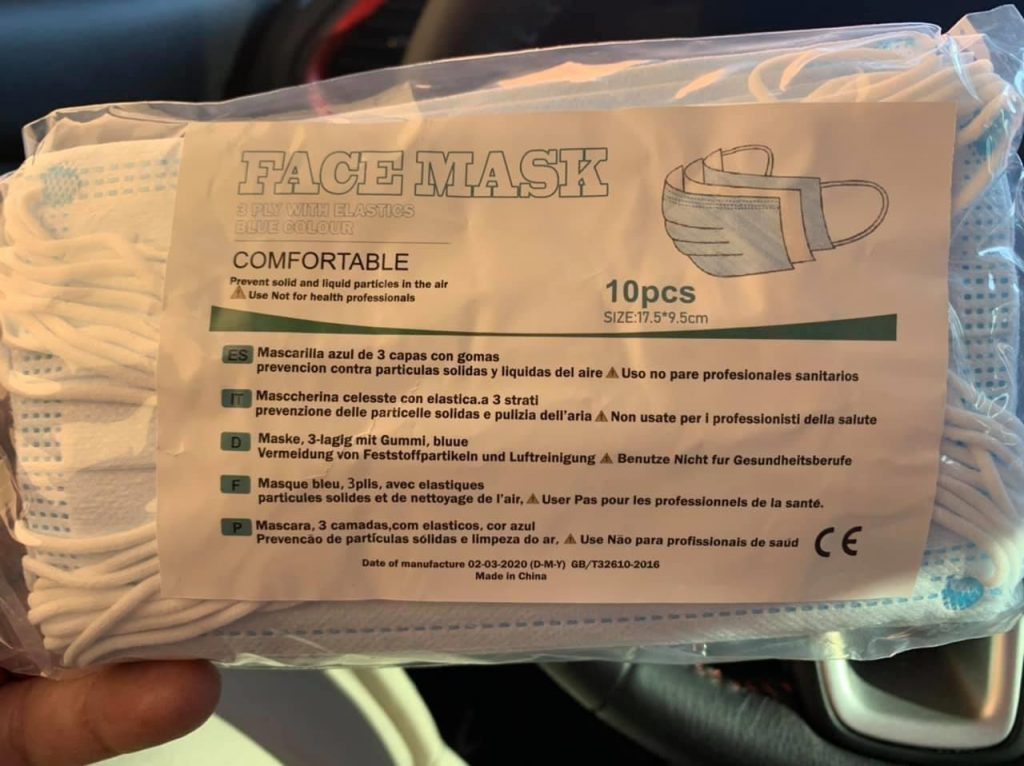 FACE MASK
3 PLY WITH ELASTICS
BLUE COLOUR
COMFORTABLE
Prevent solid and liquid particles in the air
⚠ Use Not for health professionals
10pcs
SIZE:17.5*9.5cm
ES Mascarilla azul de 3 capas con gomas
prevencion contra particulas solidas y liquidas del aire ⚠ Uso no pare profesionales sanitarios
IT Masccherina celesste con elastica.a 3 strati
prevenzione delle particelle solidas e pulizia dell'aria ⚠ Non usate per i professionisti della salute
D Maske, 3-lagig mit Gummi, bluue
Vermeidung von Feststoffpartikeln und Luftreinigung ⚠ Benutze Nicht fur Gesundheitsberufe
F Masque bleu, 3plis, avec elastiques
particules solides et de nettoyage de l'air, ⚠ User Pas pour les professionnels de la santé.
P Mascara, 3 camadas,com elasticos, cor azul
Prevencão de partículas sólidas e limpeza do ar, ⚠ Use Não para profissionais de saúd
CE
Date of manufacture 02-03-2020 (D-M-Y) GB/T32610-2016
Made in China